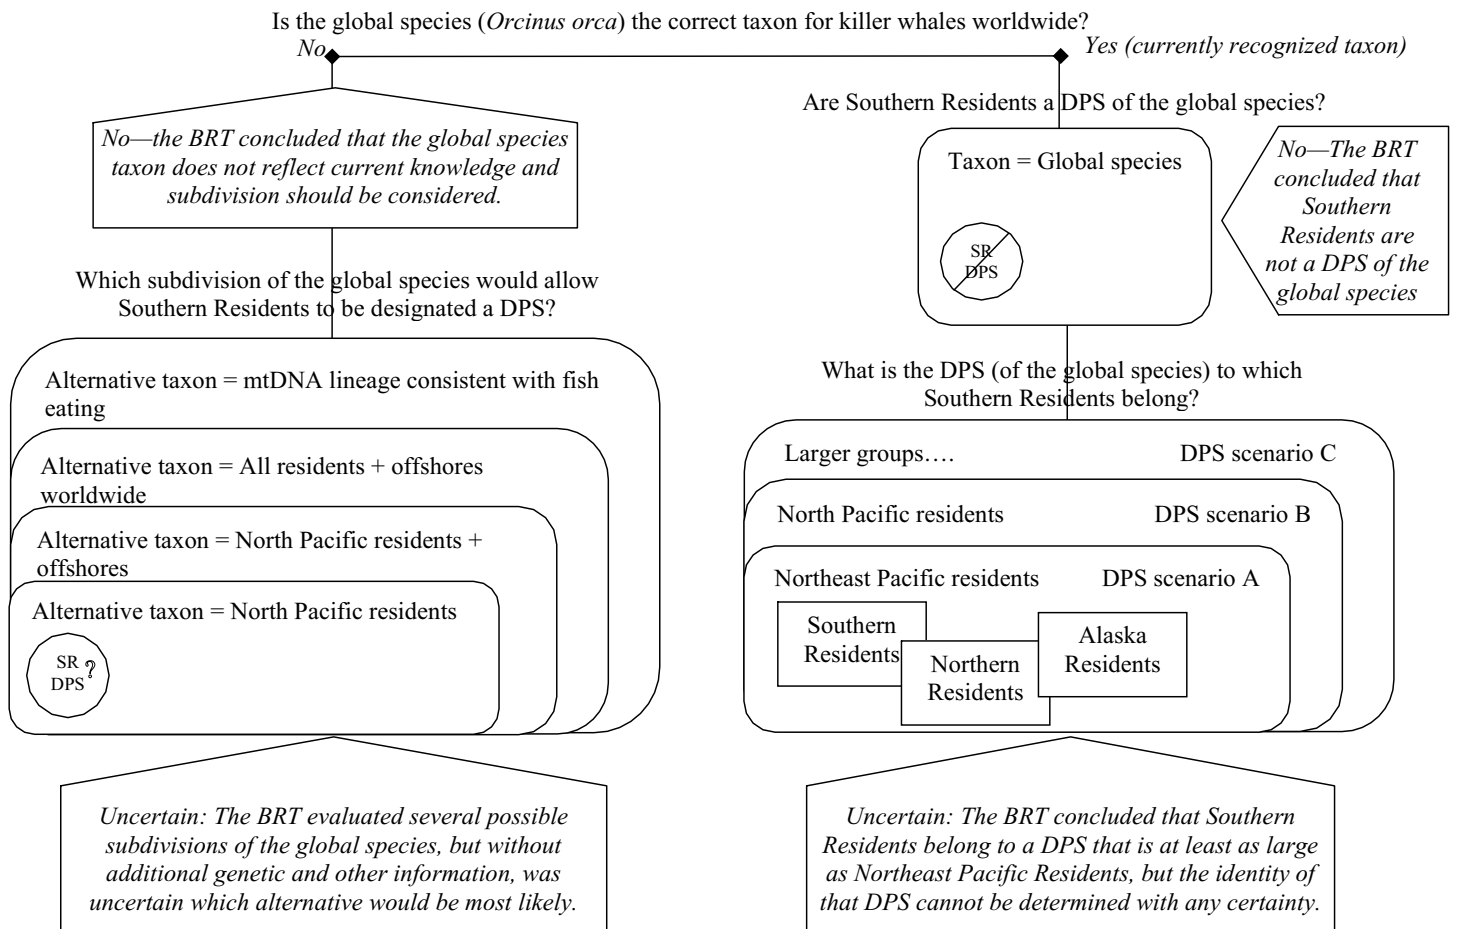 Is the global species (Orcinus orca) the correct taxon for killer whales worldwide?
No
Yes (currently recognized taxon)
No—the BRT concluded that the global species
taxon does not reflect current knowledge and
subdivision should be considered.
Which subdivision of the global species would allow
Southern Residents to be designated a DPS?
Alternative taxon = mtDNA lineage consistent with fish
eating
Alternative taxon = All residents + offshores
worldwide
Alternative taxon = North Pacific residents +
offshores
Alternative taxon = North Pacific residents
SR ?
DPS
Uncertain: The BRT evaluated several possible
subdivisions of the global species, but without
additional genetic and other information, was
uncertain which alternative would be most likely.
Are Southern Residents a DPS of the global species?
Taxon = Global species
SR
DPS
No—The BRT
concluded that
Southern
Residents are
not a DPS of the
global species
What is the DPS (of the global species) to which
Southern Residents belong?
Larger groups…. DPS scenario C
North Pacific residents DPS scenario B
Northeast Pacific residents DPS scenario A
Southern
Residents
Northern
Residents
Alaska
Residents
Uncertain: The BRT concluded that Southern
Residents belong to a DPS that is at least as large
as Northeast Pacific Residents, but the identity of
that DPS cannot be determined with any certainty.